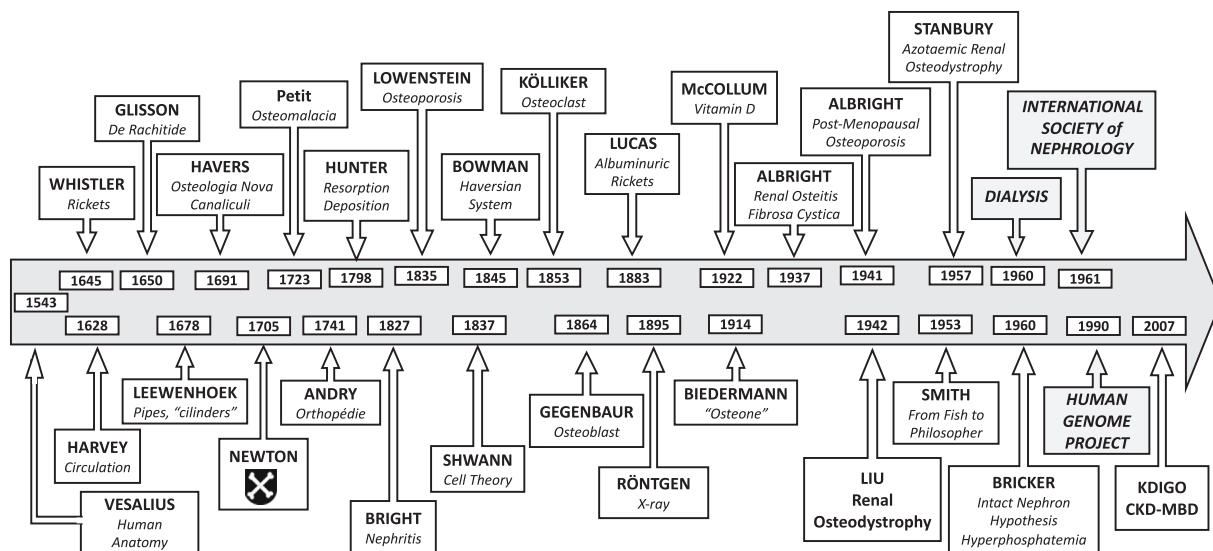 STANBURY
Azotaemic Renal
Osteodystrophy
LOWENSTEIN
Osteoporosis
KÖLLIKER
Osteoclast
McCOLLUM
Vitamin D
Petit
Osteomalacia
GLISSON
De Rachitide
ALBRIGHT
Post-Menopausal
Osteoporosis
INTERNATIONAL
SOCIETY of
NEPHROLOGY
LUCAS
Albuminuric
Rickets
HAVERS
Osteologia Nova
Canaliculi
HUNTER
Resorption
Deposition
BOWMAN
Haversian
System
WHISTLER
Rickets
ALBRIGHT
Renal Osteitis
Fibrosa Cystica
DIALYSIS
1645 1650 1691 1723 1798 1835 1845 1853 1883 1922 1937 1941 1957 1960 1961
1543
1628 1678 1705 1741 1827 1837 1864 1895 1914 1942 1953 1960 1990 2007
LEEWENHOEK
Pipes, “cilinders”
ANDRY
Orthopédie
GEGENBAUR
Osteoblast
BIEDERMANN
“Osteone”
SMITH
From Fish to
Philosopher
HUMAN
GENOME
PROJECT
HARVEY
Circulation
NEWTON
SHWANN
Cell Theory
RÖNTGEN
X-ray
LIU
Renal
Osteodystrophy
BRICKER
Intact Nephron
Hypothesis
Hyperphosphatemia
KDIGO
CKD-MBD
VESALIUS
Human
Anatomy
BRIGHT
Nephritis